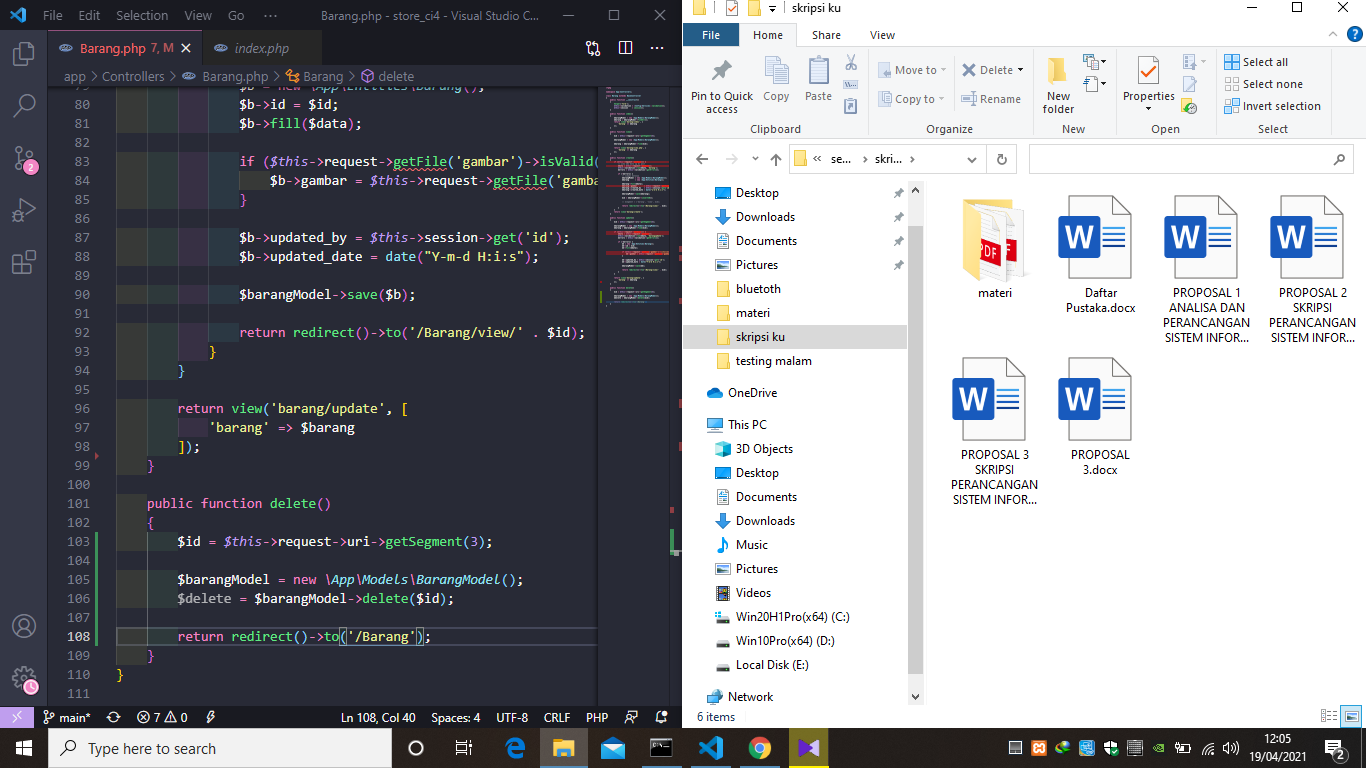 File Edit Selection View Go ··· Barang.php - store_ci4 - Visual Studio C...
Barang.php 7, M index.php
app > Controllers > Barang.php > Barang > delete
79 $b = new \App\Entities\Barang();
80 $b->id = $id;
81 $b->fill($data);
82
83 if ($this->request->getFile('gambar')->isValid(
84 $b->gambar = $this->request->getFile('gamba
85 }
86
87 $b->updated_by = $this->session->get('id');
88 $b->updated_date = date("Y-m-d H:i:s");
89
90 $barangModel->save($b);
91
92 return redirect()->to('/Barang/view/' . $id);
93 }
94 }
95
96 return view('barang/update', [
97 'barang' => $barang
98 ]);
99 }
100
101 public function delete()
102 {
103 $id = $this->request->uri->getSegment(3);
104
105 $barangModel = new \App\Models\BarangModel();
106 $delete = $barangModel->delete($id);
107
108 return redirect()->to('/Barang');
109 }
110 }
111
2
main* 7 0 Ln 108, Col 40 Spaces: 4 UTF-8 CRLF PHP
skripsi ku
File Home Share View
Pin to Quick access
Copy
Paste
Clipboard
Move to
Copy to
Delete
Rename
Organize
New folder
New
Properties
Open
Select all
Select none
Invert selection
Select
« se... > skri... >
Desktop
Downloads
Documents
Pictures
bluetoth
materi
skripsi ku
testing malam
OneDrive
This PC
3D Objects
Desktop
Documents
Downloads
Music
Pictures
Videos
Win20H1Pro(x64) (C:)
Win10Pro(x64) (D:)
Local Disk (E:)
Network
PDF
materi
Daftar
Pustaka.docx
PROPOSAL 1
ANALISA DAN
PERANCANGAN
SISTEM INFOR...
PROPOSAL 2
SKRIPSI
PERANCANGAN
SISTEM INFOR...
PROPOSAL 3
SKRIPSI
PERANCANGAN
SISTEM INFOR...
PROPOSAL
3.docx
6 items
Type here to search
12:05
19/04/2021
2